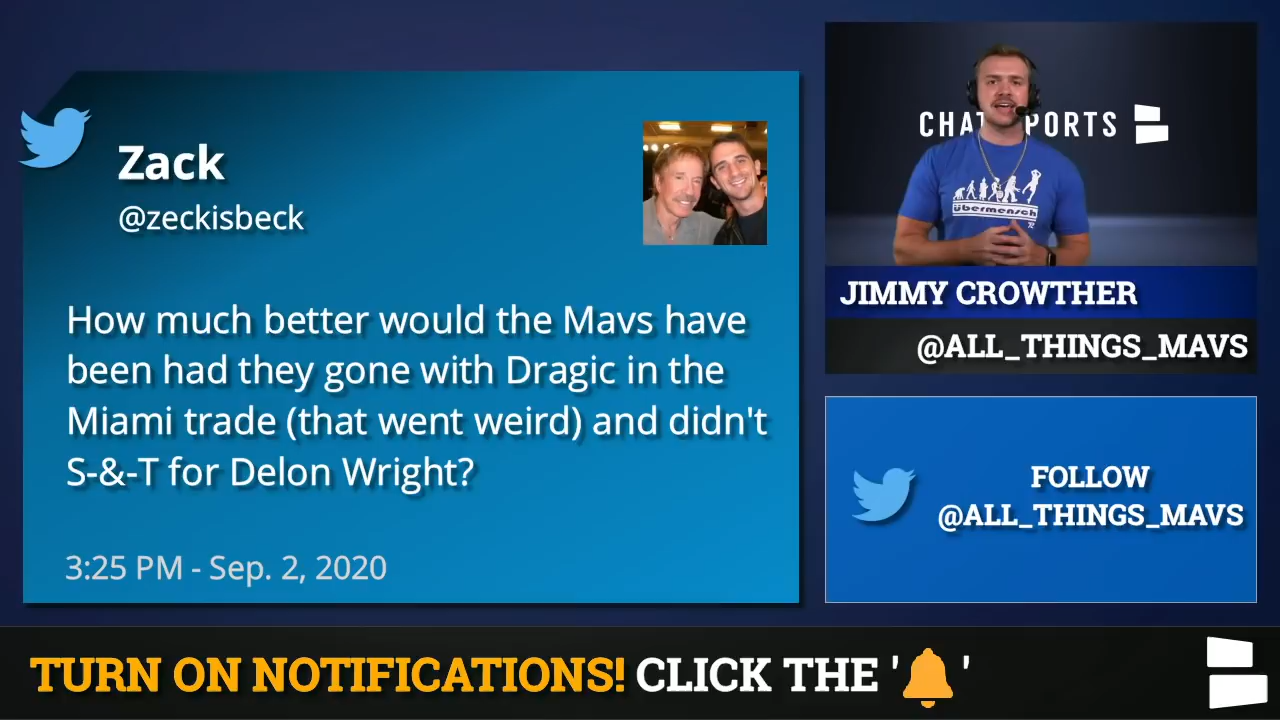 Zack
@zeckisbeck
How much better would the Mavs have
been had they gone with Dragic in the
Miami trade (that went weird) and didn't
S-&-T for Delon Wright?
3:25 PM - Sep. 2, 2020
CHAT PORTS
übermensch
JIMMY CROWTHER
@ALL_THINGS_MAVS
FOLLOW
@ALL_THINGS_MAVS
TURN ON NOTIFICATIONS! CLICK THE ' '